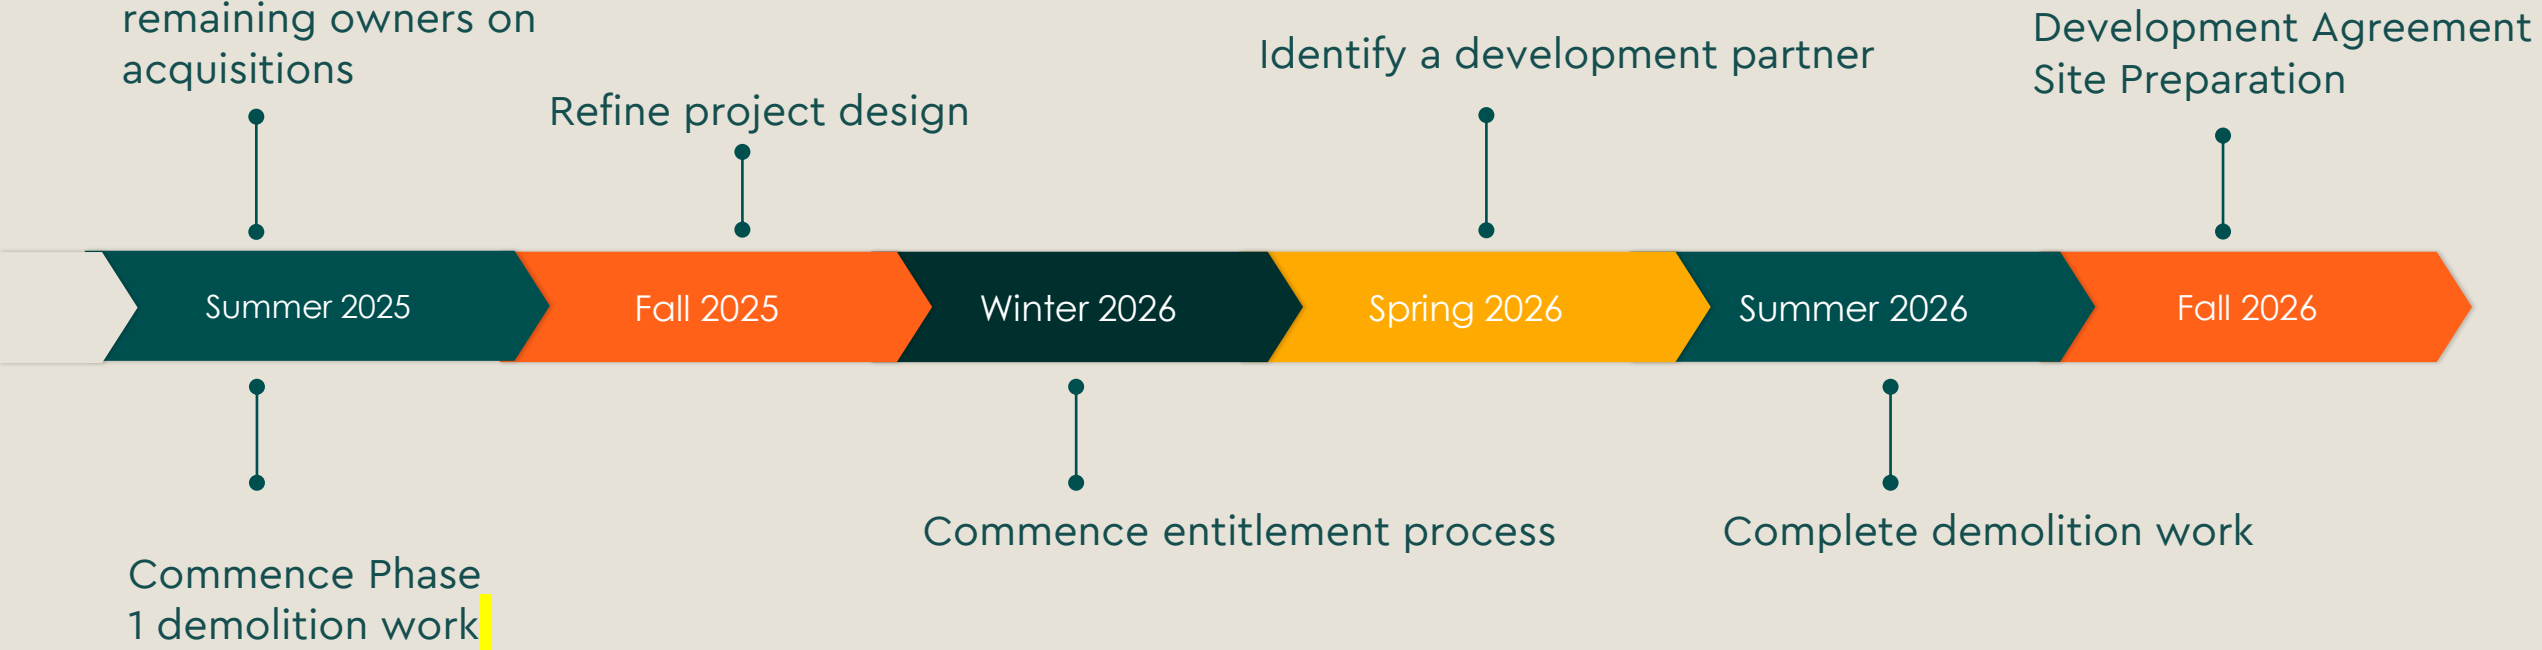 remaining owners on
acquisitions
Refine project design
Identify a development partner
Development Agreement
Site Preparation
Summer 2025
Fall 2025
Winter 2026
Spring 2026
Summer 2026
Fall 2026
Commence Phase
1 demolition work
Commence entitlement process
Complete demolition work